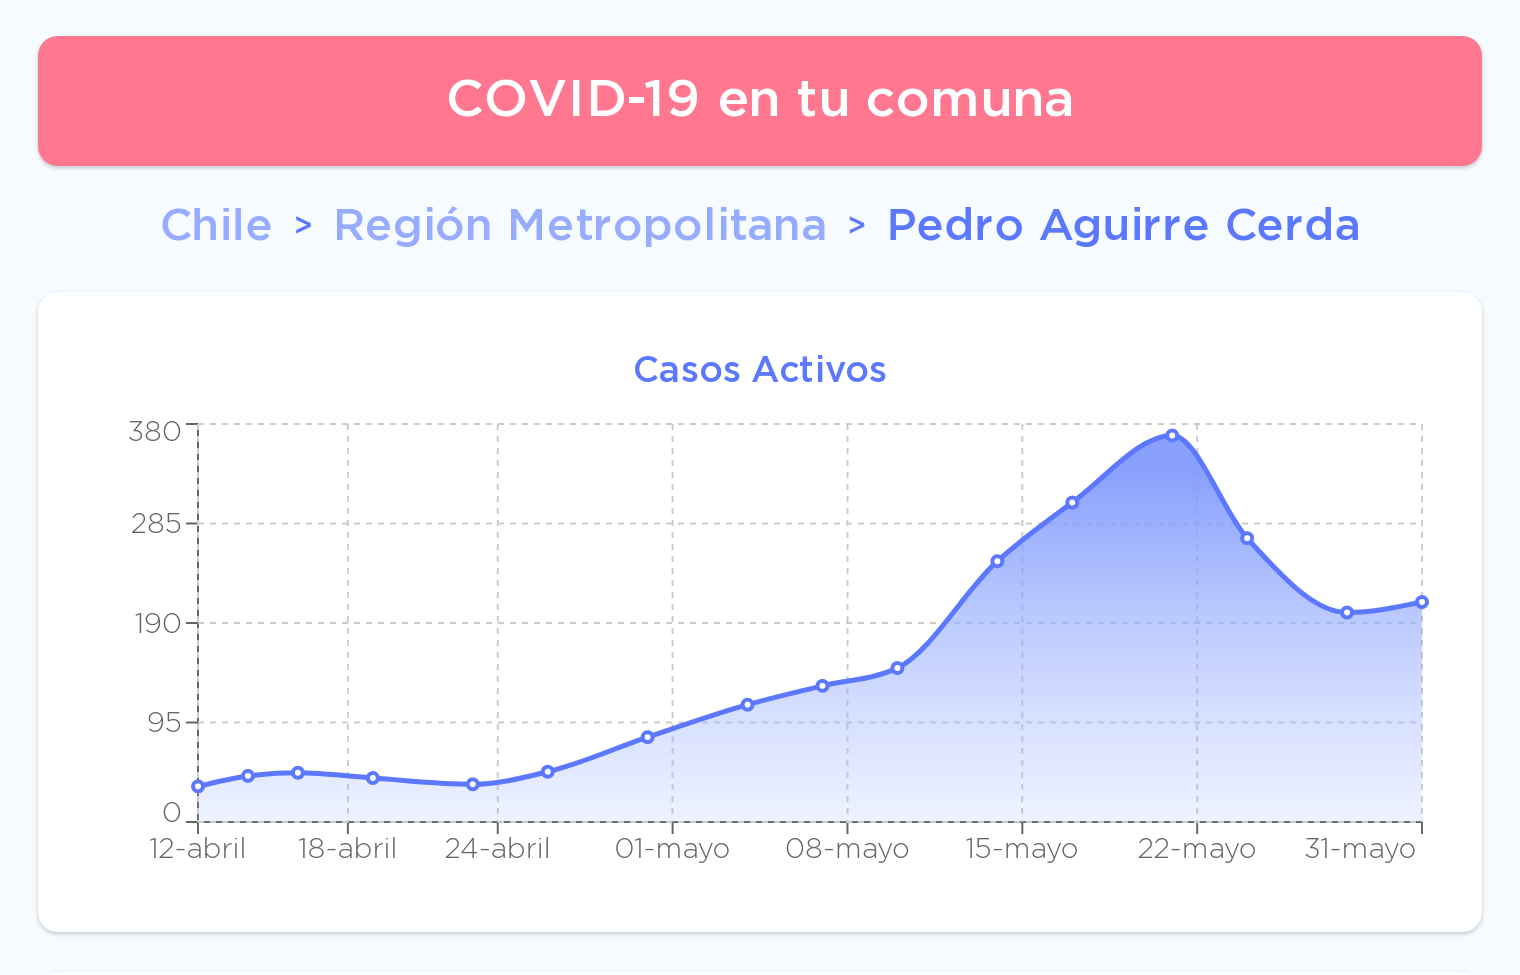 COVID-19 en tu comuna
Chile > Región Metropolitana > Pedro Aguirre Cerda
Casos Activos
380
285
190
95
0
12-abril 18-abril 24-abril 01-mayo 08-mayo 15-mayo 22-mayo 31-mayo